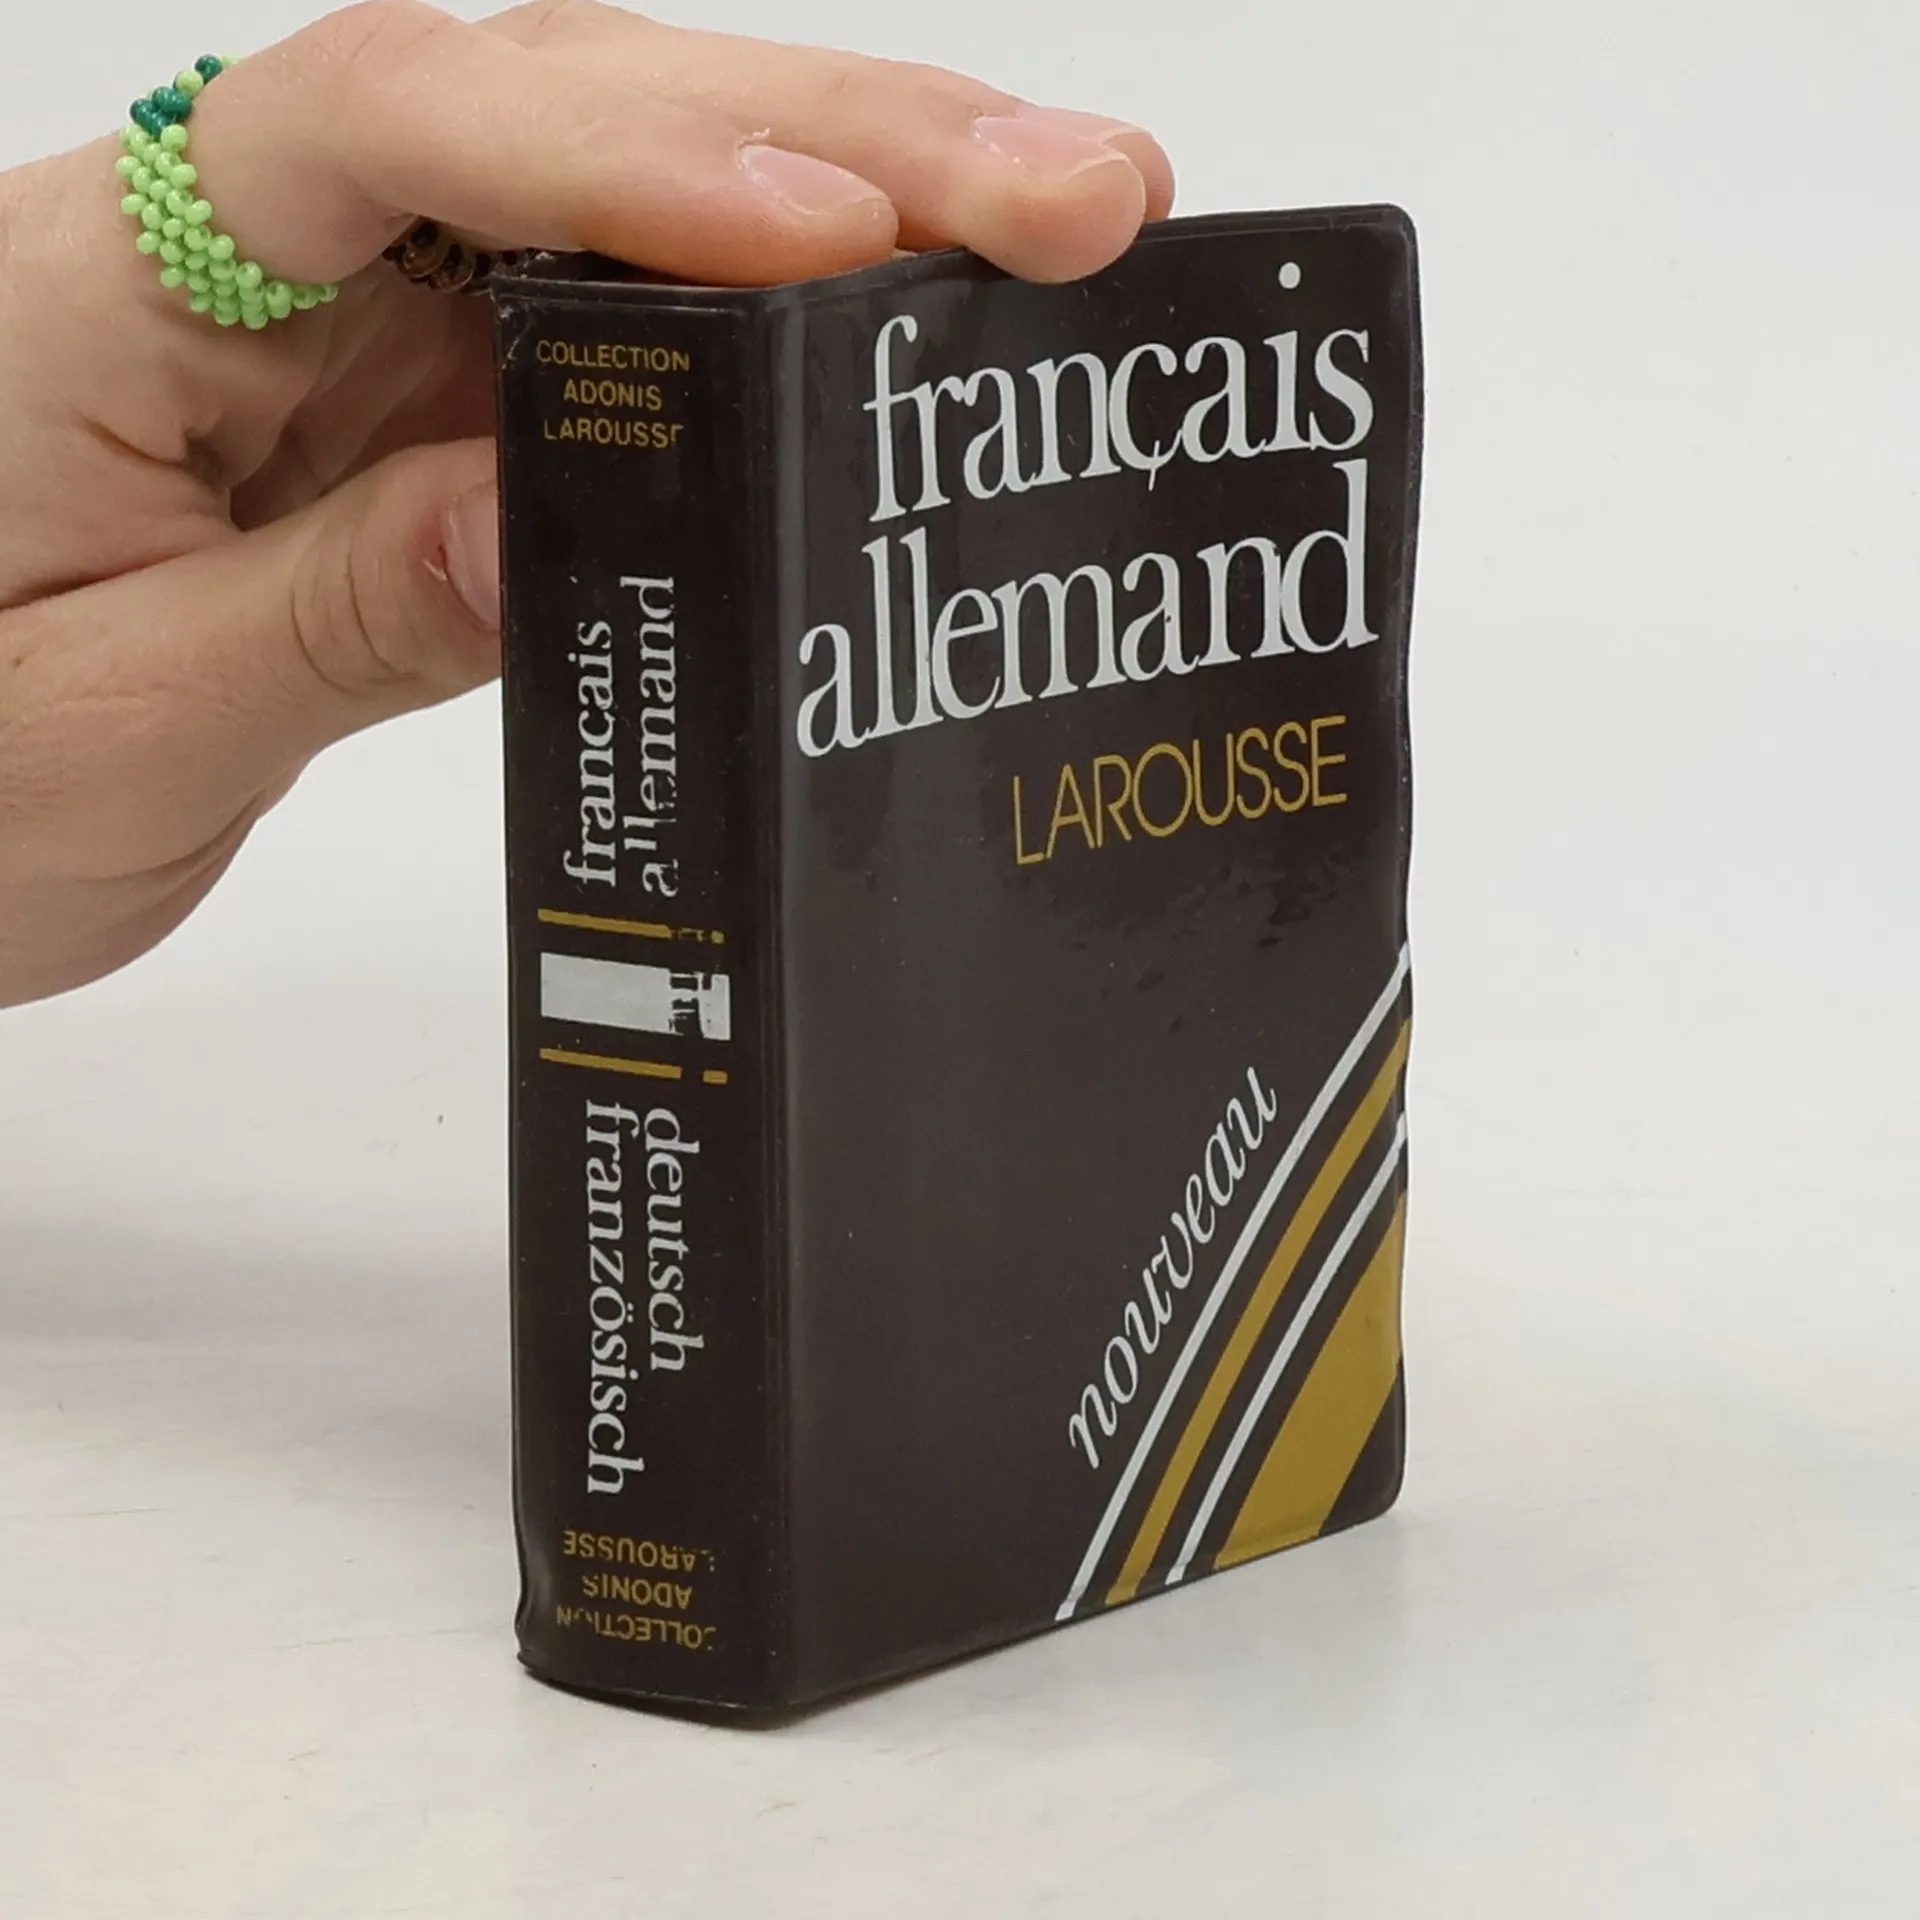 COLLECTION
ADONIS
LAROUSSE
français
allemand
deutsch
französisch
LAROUSSE
ADONIS
COLLECTION
français
allemand
LAROUSSE
nouveau